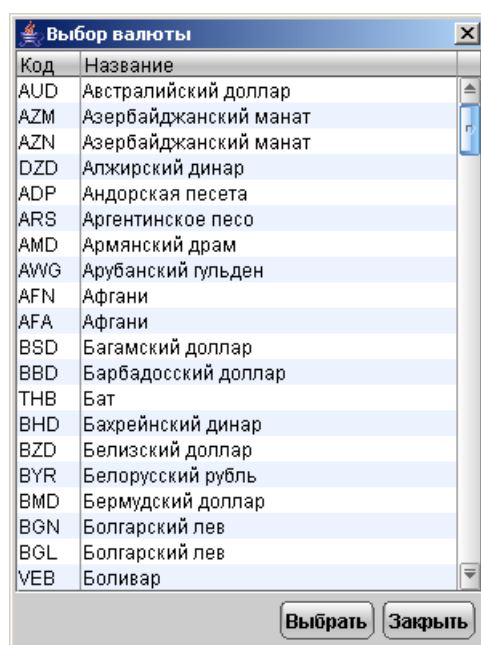 Выбор валюты
Код Название
AUD Австралийский доллар
AZM Азербайджанский манат
AZN Азербайджанский манат
DZD Алжирский динар
ADP Андорская песета
ARS Аргентинское песо
AMD Армянский драм
AWG Арубанский гульден
AFN Афгани
AFA Афгани
BSD Багамский доллар
BBD Барбадосский доллар
THB Бат
BHD Бахрейнский динар
BZD Белизский доллар
BYR Белорусский рубль
BMD Бермудский доллар
BGN Болгарский лев
BGL Болгарский лев
VEB Боливар
Выбрать Закрыть